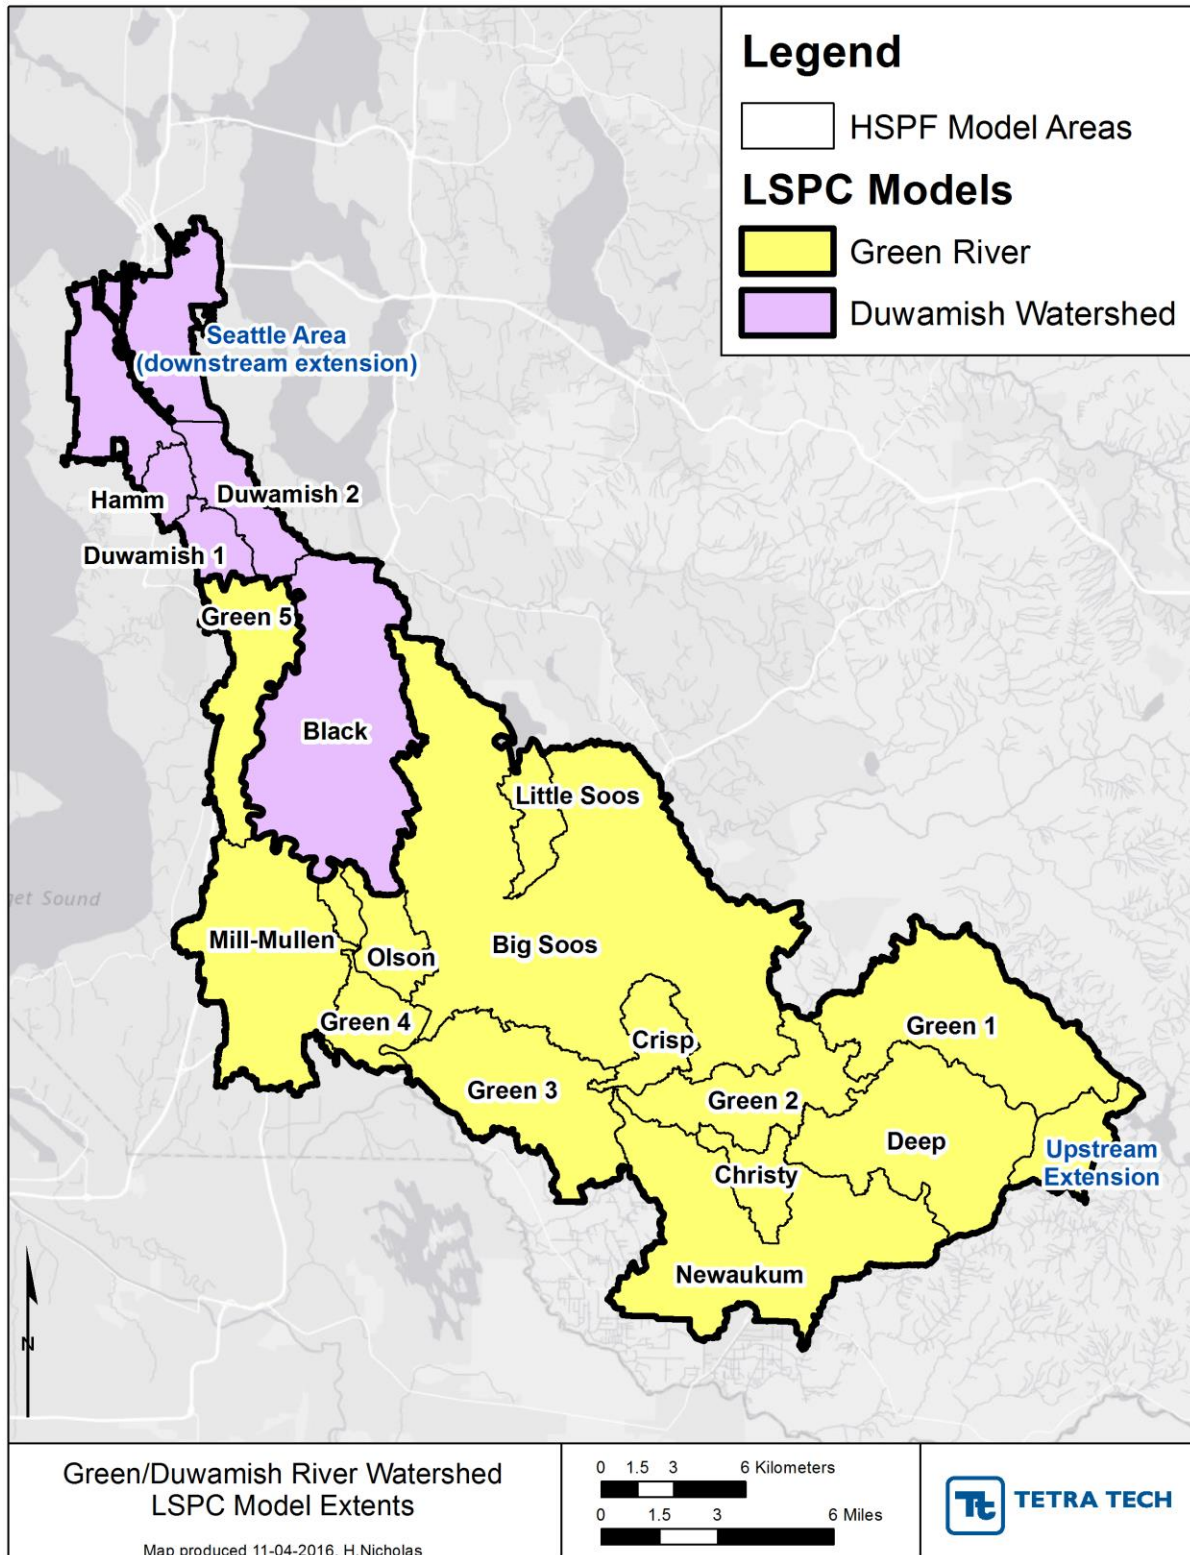 Legend
HSPF Model Areas
LSPC Models
Green River
Duwamish Watershed
Seattle Area
(downstream extension)
Hamm
Duwamish 2
Duwamish 1
Green 5
Black
Little Soos
et Sound
Mill-Mullen
Olson
Big Soos
Green 4
Crisp
Green 1
Green 3
Green 2
Deep
Christy
Upstream
Extension
Newaukum
N
Green/Duwamish River Watershed
LSPC Model Extents
Map produced 11-04-2016, H.Nicholas
0 1.5 3 6 Kilometers
0 1.5 3 6 Miles
Tt TETRA TECH